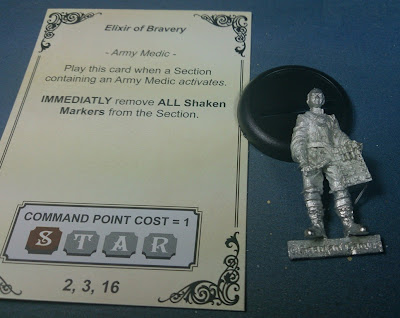 Elixir of Bravery
- Army Medic -
Play this card when a Section
containing an Army Medic activates.
IMMEDIATLY remove ALL Shaken
Markers from the Section.
COMMAND POINT COST = 1
S T A R
2, 3, 16